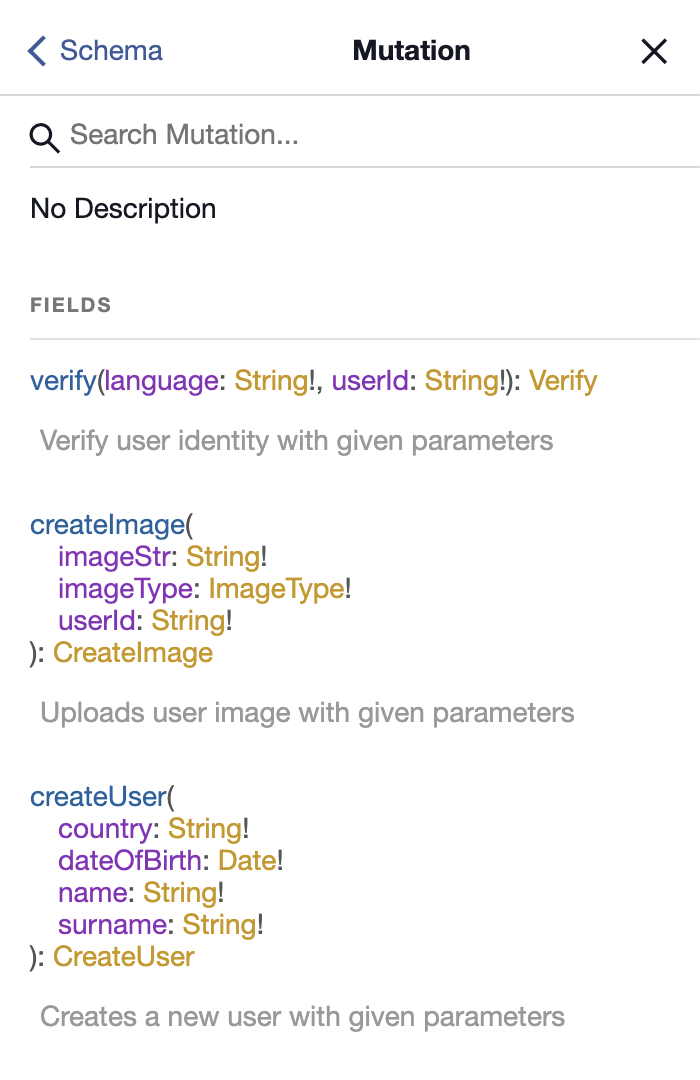 Schema
Mutation
Search Mutation...
No Description
FIELDS
verify(language: String!, userId: String!): Verify
Verify user identity with given parameters
createImage(
imageStr: String!
imageType: ImageType!
userId: String!
): CreateImage
Uploads user image with given parameters
createUser(
country: String!
dateOfBirth: Date!
name: String!
surname: String!
): CreateUser
Creates a new user with given parameters